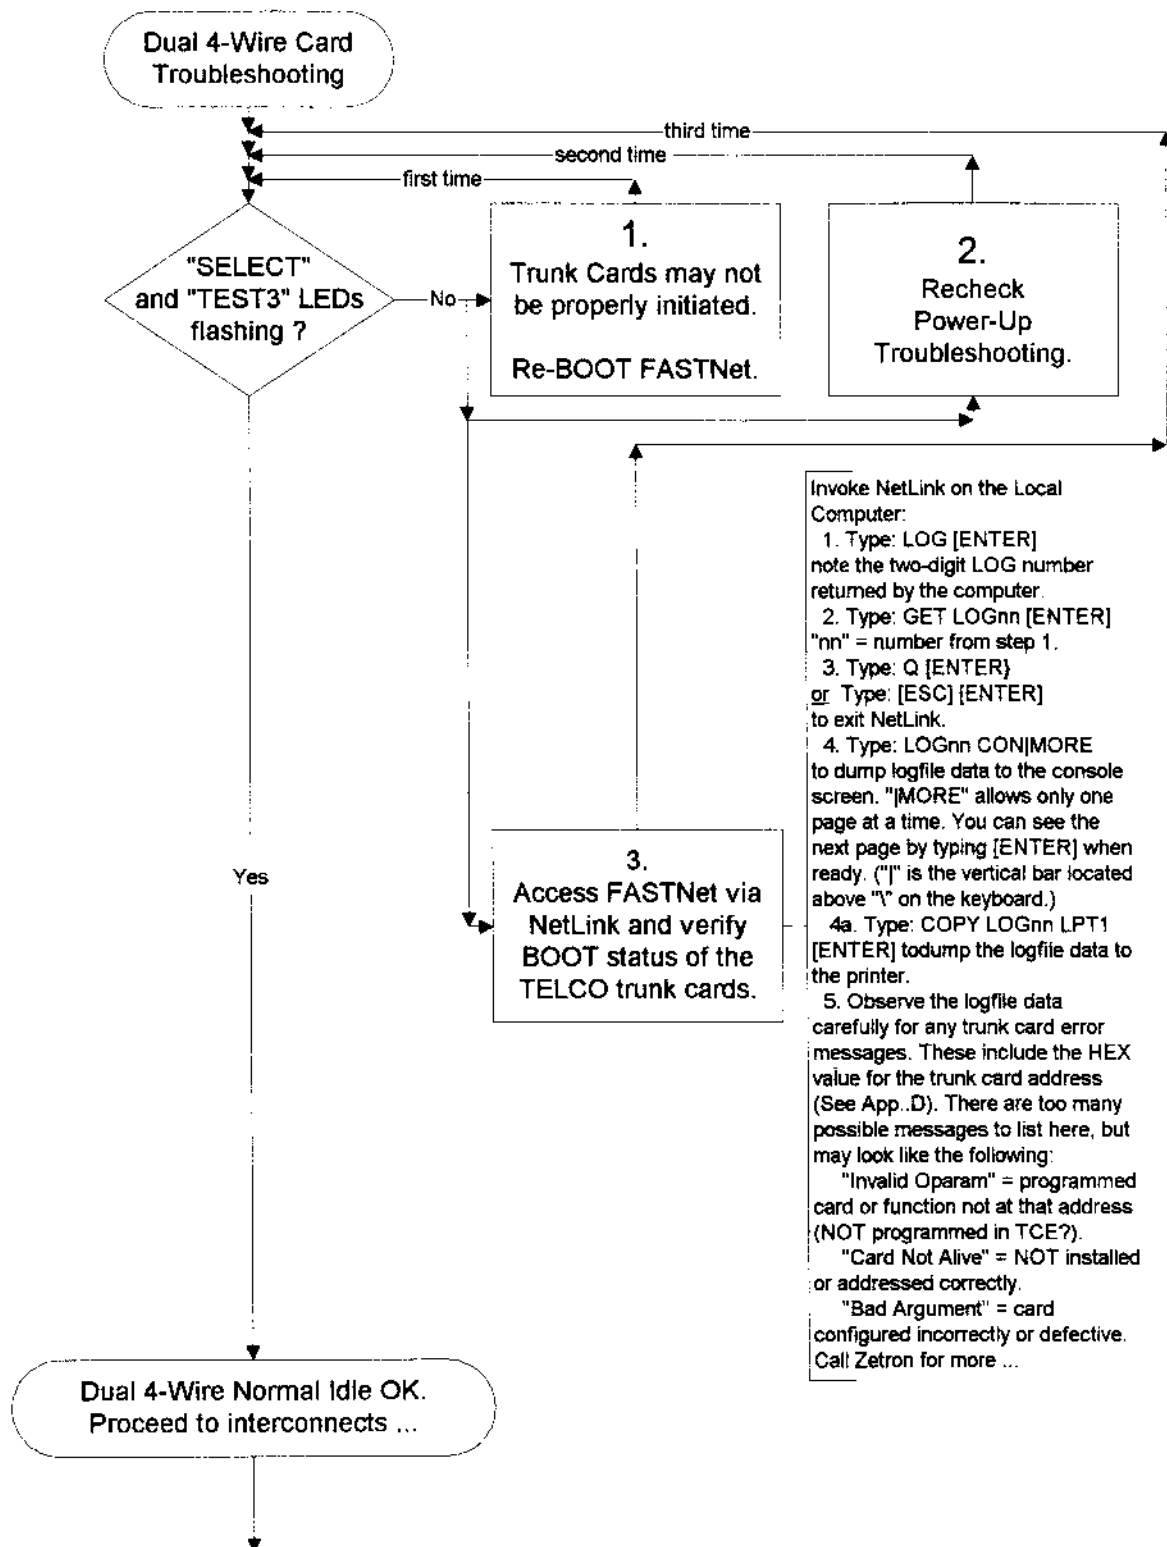 Dual 4-Wire Card
Troubleshooting
third time
second time
first time
"SELECT"
and "TEST3" LEDs
flashing ?
No
1.
Trunk Cards may not
be properly initiated.
Re-BOOT FASTNet.
2.
Recheck
Power-Up
Troubleshooting.
Invoke NetLink on the Local
Computer:
1. Type: LOG [ENTER]
note the two-digit LOG number
returned by the computer.
2. Type: GET LOGnn [ENTER]
"nn" = number from step 1.
3. Type: Q [ENTER}
or Type: [ESC] [ENTER]
to exit NetLink.
4. Type: LOGnn CON|MORE
to dump logfile data to the console
screen. "|MORE" allows only one
page at a time. You can see the
next page by typing [ENTER] when
ready. ("|" is the vertical bar located
above "\" on the keyboard.)
4a. Type: COPY LOGnn LPT1
[ENTER] todump the logfile data to
the printer.
5. Observe the logfile data
carefully for any trunk card error
messages. These include the HEX
value for the trunk card address
(See App..D). There are too many
possible messages to list here, but
may look like the following:
"Invalid Oparam" = programmed
card or function not at that address
(NOT programmed in TCE?).
"Card Not Alive" = NOT installed
or addressed correctly.
"Bad Argument" = card
configured incorrectly or defective.
Call Zetron for more ...
3.
Access FASTNet via
NetLink and verify
BOOT status of the
TELCO trunk cards.
Yes
Dual 4-Wire Normal Idle OK.
Proceed to interconnects ...